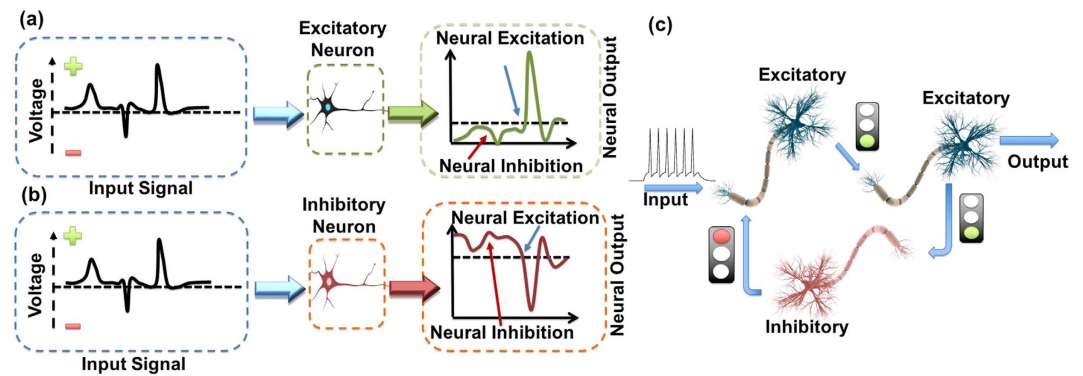 (a)
Voltage
Input Signal
Excitatory
Neuron
Neural Excitation
Neural Inhibition
Neural Output
(b)
Voltage
Input Signal
Inhibitory
Neuron
Neural Excitation
Neural Inhibition
Neural Output
(c)
Excitatory
Excitatory
Input
Output
Inhibitory